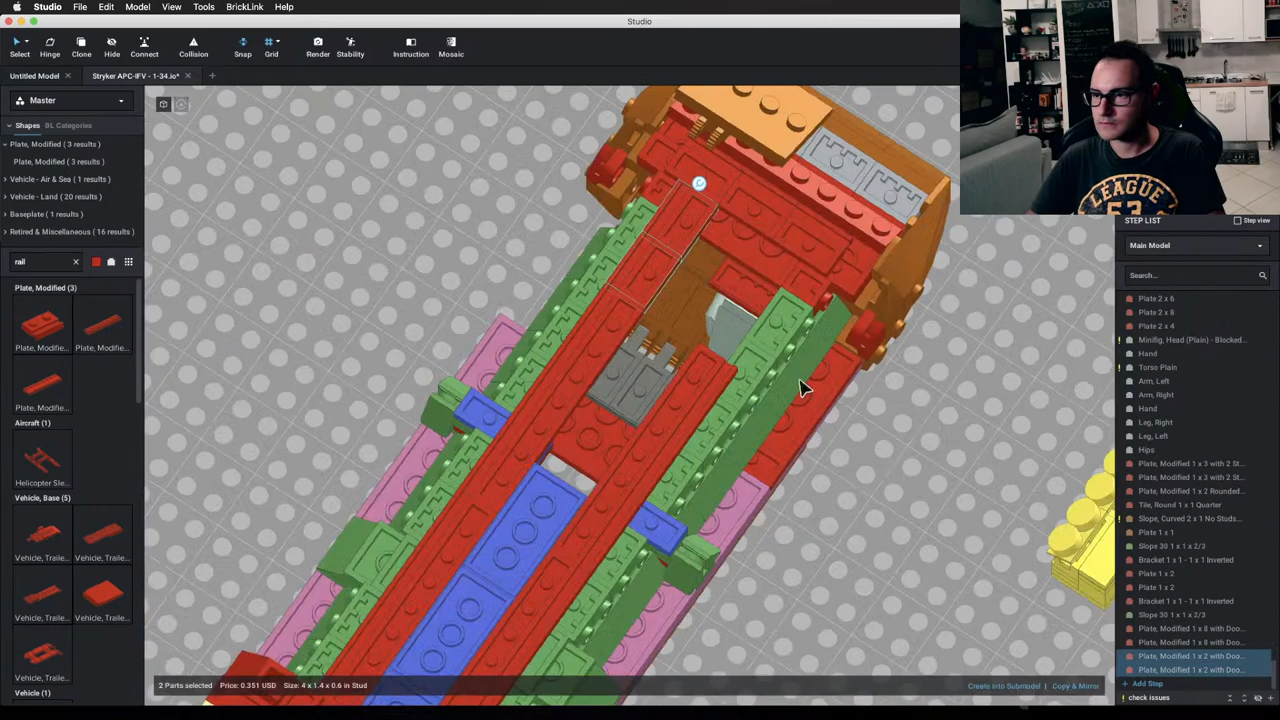 Studio File Edit Model View Tools BrickLink Help
Studio
Select Hinge Clone Hide Connect Collision Snap Grid Render Stability Instruction Mosaic
Untitled Model × Stryker APC-IFV - 1-34.io* × +
Master
Shapes BL Categories
Plate, Modified ( 3 results )
Plate, Modified ( 3 results )
Vehicle - Air & Sea ( 1 results )
Vehicle - Land ( 20 results )
Baseplate ( 1 results )
Retired & Miscellaneous ( 16 results )
rail ×
Plate, Modified (3)
Plate, Modifie... Plate, Modifie...
Plate, Modifie...
Aircraft (1)
Helicopter Sle...
Vehicle, Base (5)
Vehicle, Traile... Vehicle, Traile...
Vehicle, Traile... Vehicle, Traile...
Vehicle, Traile...
Vehicle (1)
2 Parts selected Price: 0.351 USD Size: 4 x 1.4 x 0.6 in Stud
Create Into Submodel Copy & Mirror
LEAGUE
53
STEP LIST Step view
Main Model
Search...
Plate 2 x 6
Plate 2 x 8
Plate 2 x 4
Minifig, Head (Plain) - Blocked...
Hand
Torso Plain
Arm, Left
Arm, Right
Hand
Leg, Right
Leg, Left
Hips
Plate, Modified 1 x 3 with 2 St...
Plate, Modified 1 x 3 with 2 St...
Plate, Modified 1 x 2 Rounded...
Tile, Round 1 x 1 Quarter
Slope, Curved 2 x 1 No Studs...
Plate 1 x 1
Slope 30 1 x 1 x 2/3
Bracket 1 x 1 - 1 x 1 Inverted
Plate 1 x 2
Plate 1 x 2
Bracket 1 x 1 - 1 x 1 Inverted
Slope 30 1 x 1 x 2/3
Plate, Modified 1 x 8 with Doo...
Plate, Modified 1 x 8 with Doo...
Plate, Modified 1 x 2 with Doo...
Plate, Modified 1 x 2 with Doo...
+ Add Step
check issues